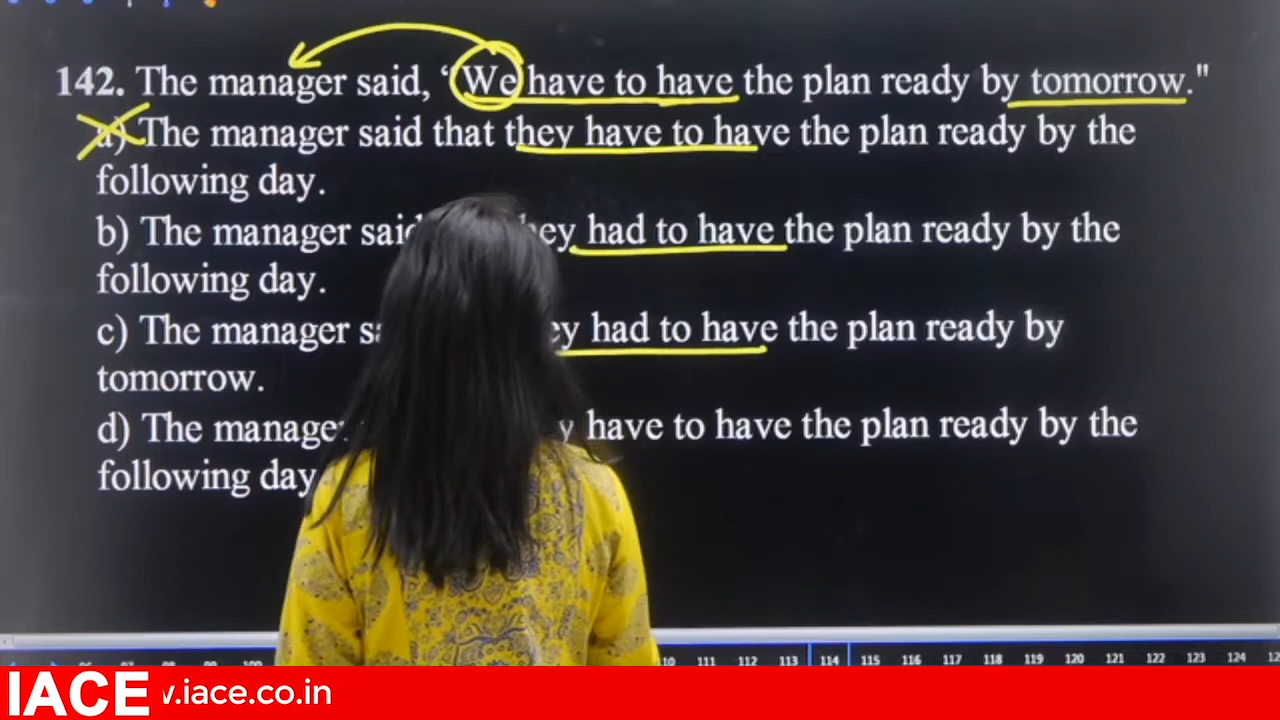 142. The manager said, “We have to have the plan ready by tomorrow."
a) The manager said that they have to have the plan ready by the
following day.
b) The manager said they had to have the plan ready by the
following day.
c) The manager had to have the plan ready by
tomorrow.
d) The manager have to have the plan ready by the
following day
111 112 113 114 115 116 117 118 119 120 121 122 123 124
IACE .iace.co.in